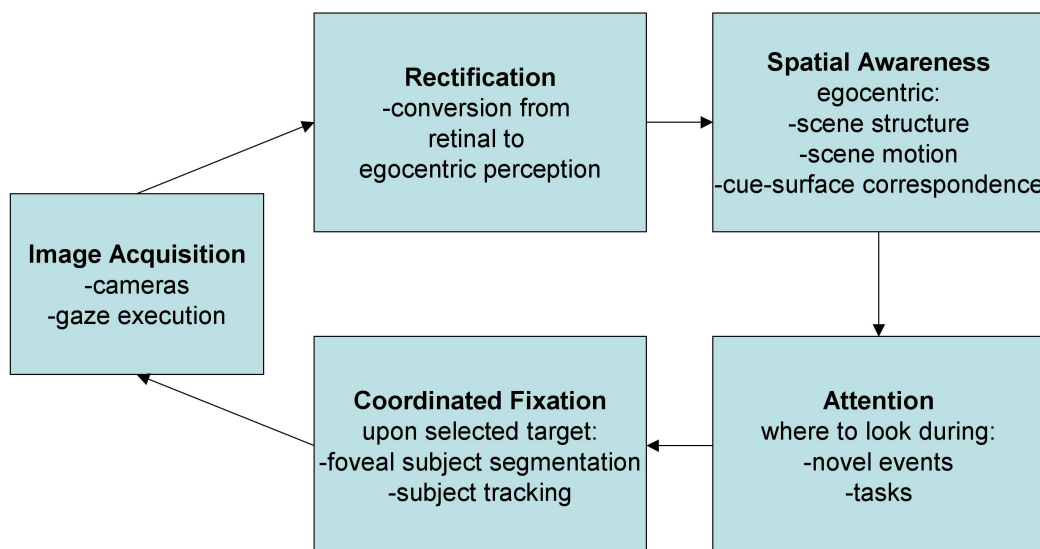 Rectification
-conversion from
retinal to
egocentric perception
Spatial Awareness
egocentric:
-scene structure
-scene motion
-cue-surface correspondence
Image Acquisition
-cameras
-gaze execution
Coordinated Fixation
upon selected target:
-foveal subject segmentation
-subject tracking
Attention
where to look during:
-novel events
-tasks